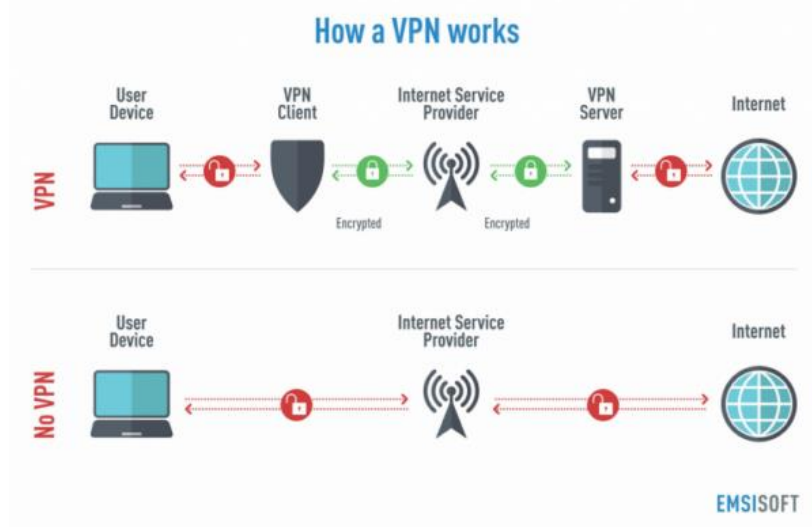 How a VPN works
User
Device
VPN
Client
Internet Service
Provider
VPN
Server
Internet
VPN
Encrypted
Encrypted
User
Device
Internet Service
Provider
Internet
No VPN
EMSISOFT